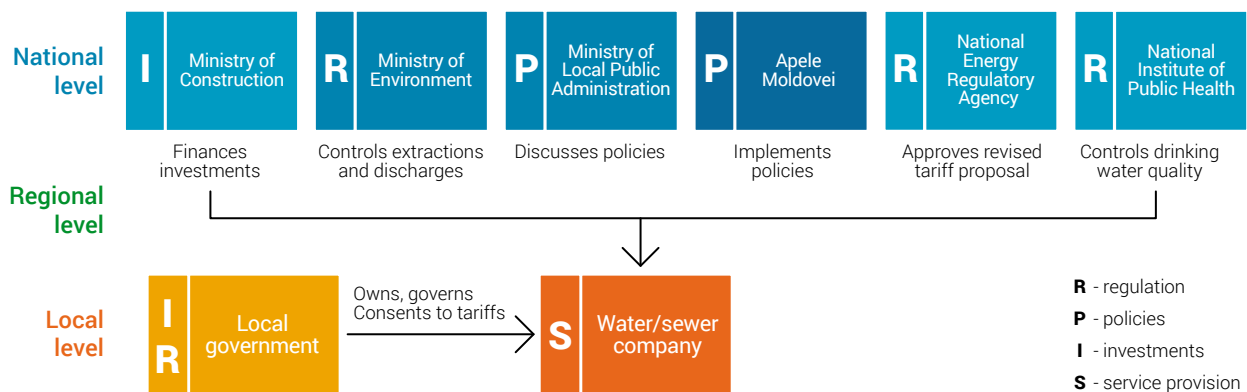 National
level
I
Ministry of
Construction
R
Ministry of
Environment
P
Ministry of
Local Public
Administration
P
Apele
Moldovei
R
National
Energy
Regulatory
Agency
R
National
Institute of
Public Health
Finances
investments
Controls extractions
and discharges
Discusses policies
Implements
policies
Approves revised
tariff proposal
Controls drinking
water quality
Regional
level
Local
level
I
R
Local
government
Owns, governs
Consents to tariffs
S
Water/sewer
company
R - regulation
P - policies
I - investments
S - service provision